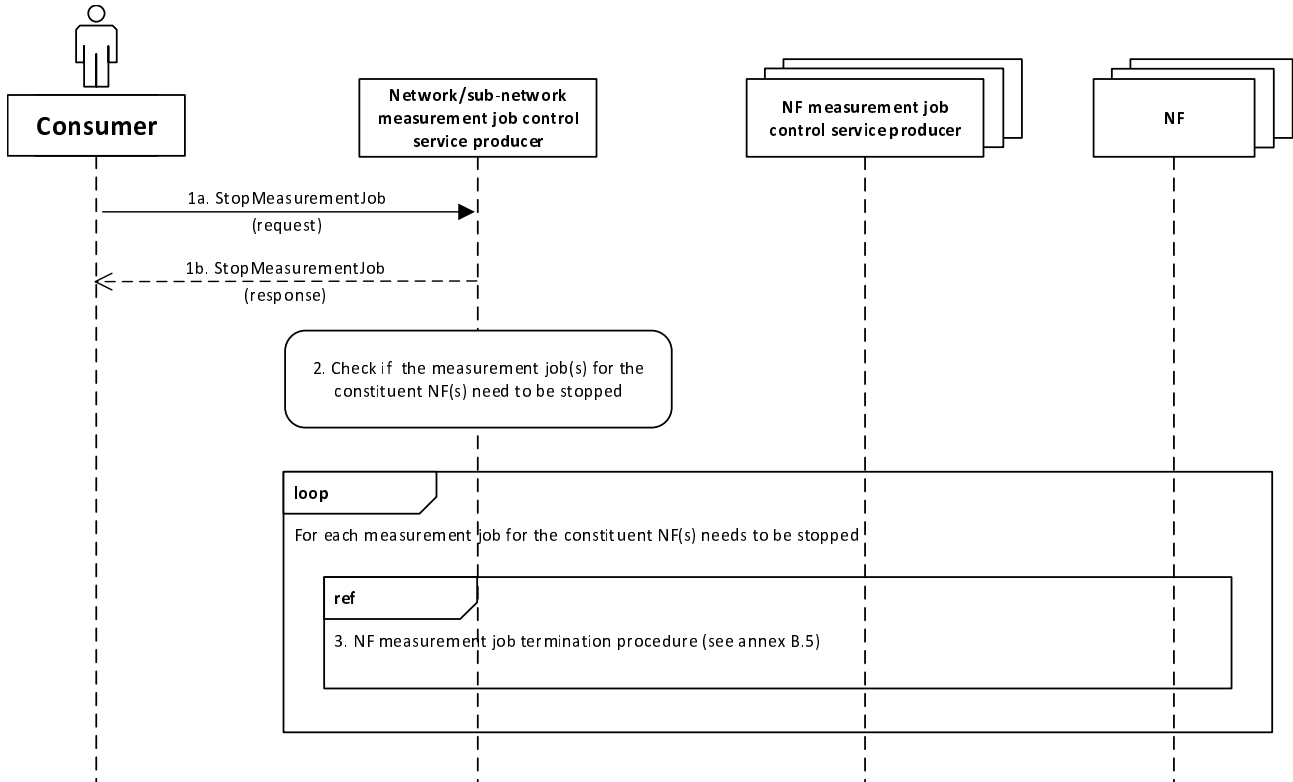 Consumer
Network/sub-network
measurement job control
service producer
NF measurement job
control service producer
NF
1a. StopMeasurementJob
(request)
1b. StopMeasurementJob
(response)
2. Check if the measurement job(s) for the
constituent NF(s) need to be stopped
loop
For each measurement job for the constituent NF(s) needs to be stopped
ref
3. NF measurement job termination procedure (see annex B.5)